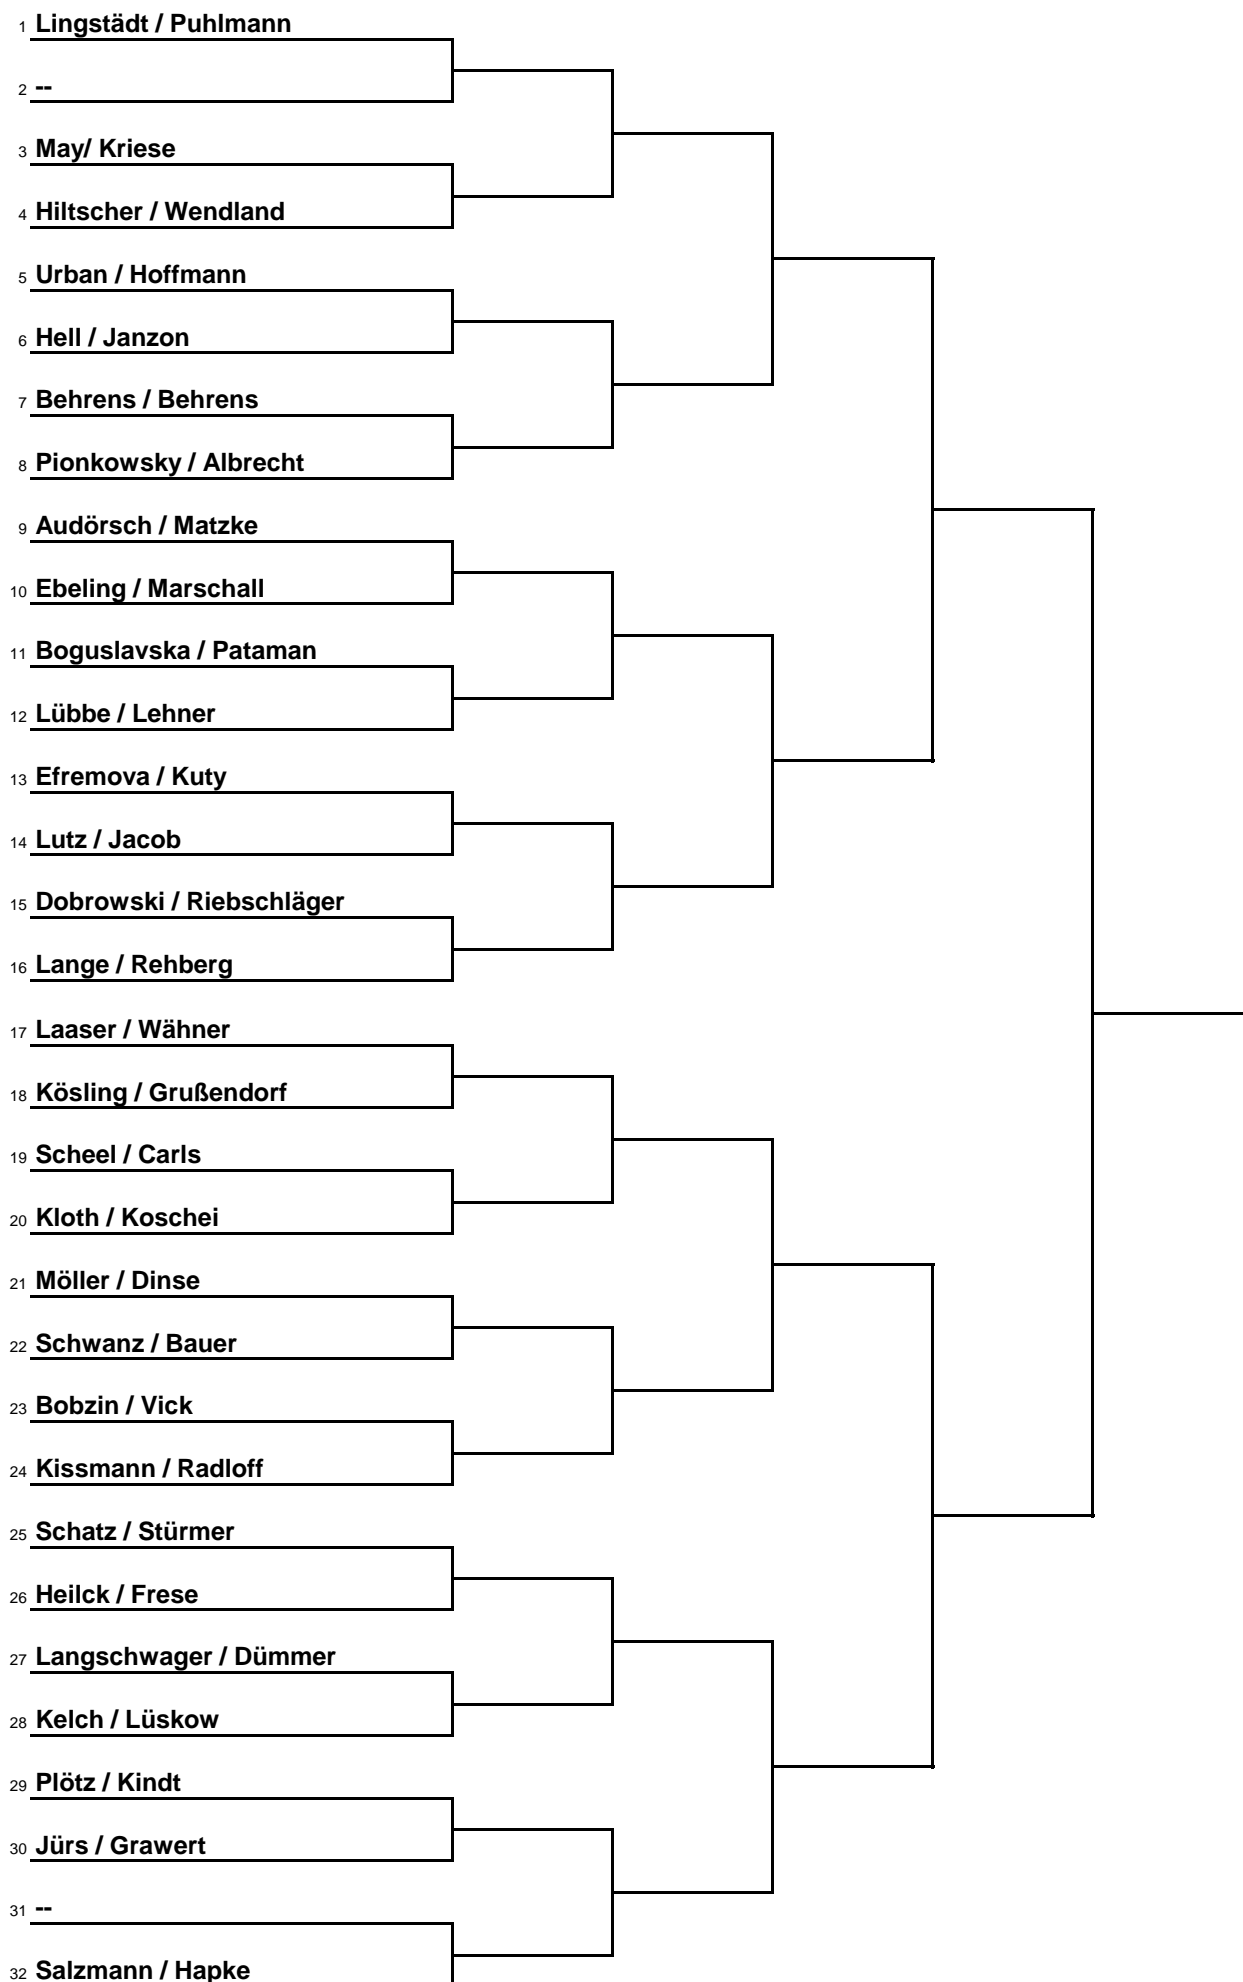 1 Lingstädt / Puhlmann
2 --
3 May/ Kriese
4 Hiltscher / Wendland
5 Urban / Hoffmann
6 Hell / Janzon
7 Behrens / Behrens
8 Pionkowsky / Albrecht
9 Audörsch / Matzke
10 Ebeling / Marschall
11 Boguslavska / Pataman
12 Lübbe / Lehner
13 Efremova / Kuty
14 Lutz / Jacob
15 Dobrowski / Riebschläger
16 Lange / Rehberg
17 Laaser / Wähner
18 Kösling / Grußendorf
19 Scheel / Carls
20 Kloth / Koschei
21 Möller / Dinse
22 Schwanz / Bauer
23 Bobzin / Vick
24 Kissmann / Radloff
25 Schatz / Stürmer
26 Heilck / Frese
27 Langschwager / Dümmer
28 Kelch / Lüskow
29 Plötz / Kindt
30 Jürs / Grawert
31 --
32 Salzmann / Hapke